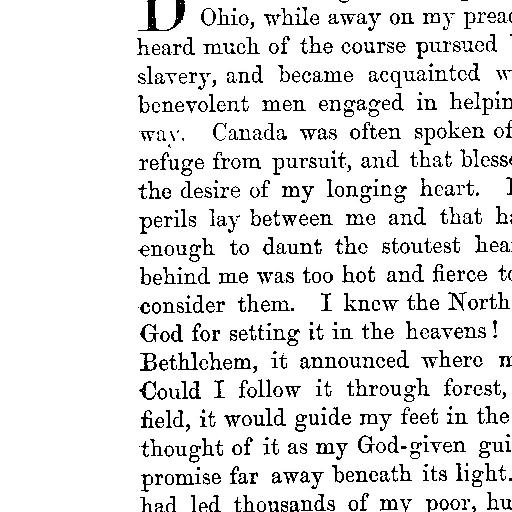 D Ohio, while away on my preac
heard much of the course pursued
slavery, and became acquainted w
benevolent men engaged in helpin
way. Canada was often spoken of
refuge from pursuit, and that bless
the desire of my longing heart.
perils lay between me and that ha
enough to daunt the stoutest hea
behind me was too hot and fierce to
consider them. I knew the North
God for setting it in the heavens!
Bethlehem, it announced where m
Could I follow it through forest,
field, it would guide my feet in the
thought of it as my God-given gui
promise far away beneath its light.
had led thousands of my poor, hu